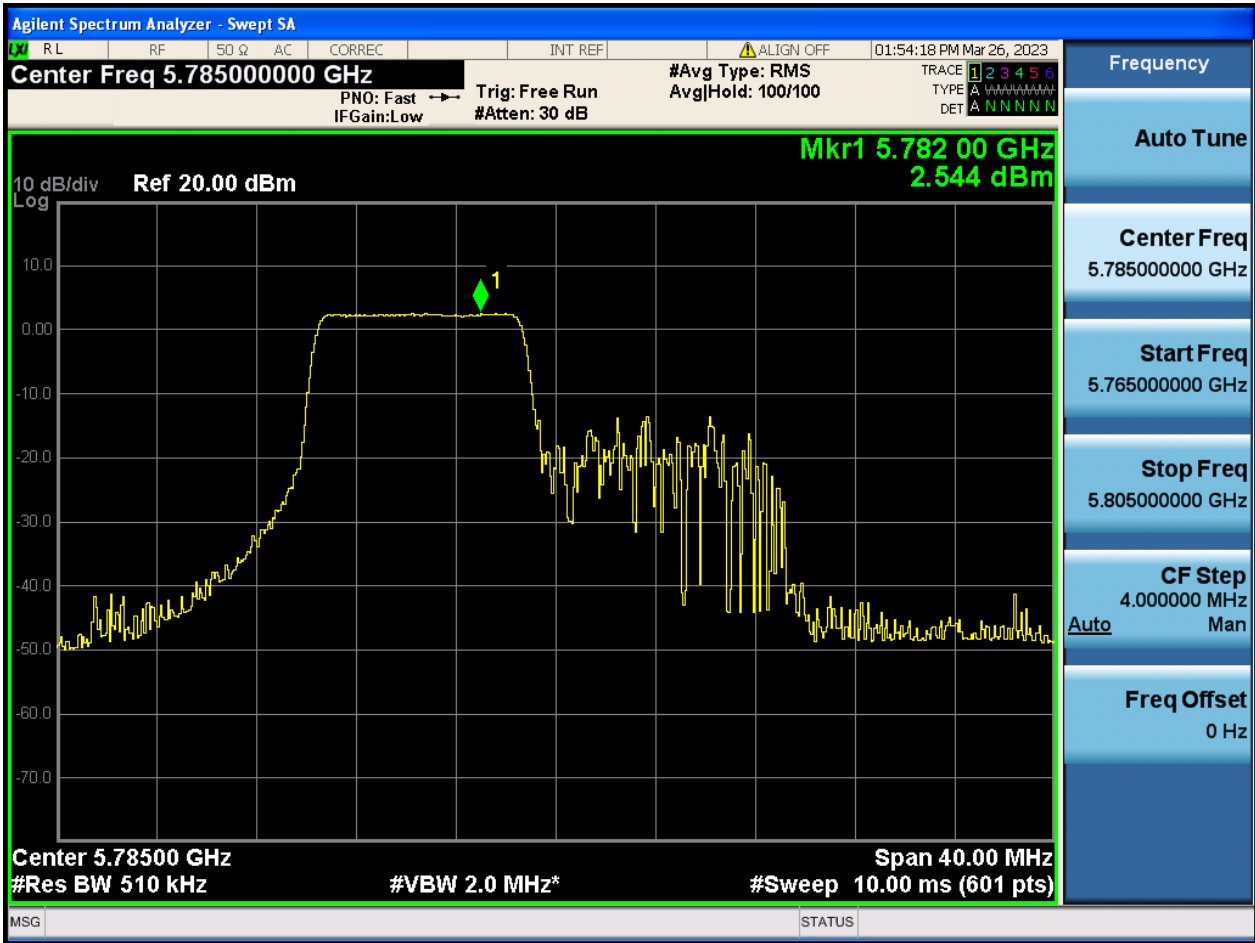 Agilent Spectrum Analyzer - Swept SA
LXI RL RF 50 Ω AC CORREC INT REF ALIGN OFF 01:54:18 PM Mar 26, 2023
Center Freq 5.785000000 GHz
PNO: Fast
IFGain:Low
Trig: Free Run
#Atten: 30 dB
#Avg Type: RMS
Avg|Hold: 100/100
TRACE 1 2 3 4 5 6
TYPE A WWWWW
DET A N N N N N
Mkr1 5.782 00 GHz
2.544 dBm
10 dB/div Ref 20.00 dBm
Log
10.0
0.00
-10.0
-20.0
-30.0
-40.0
-50.0
-60.0
-70.0
1
Center 5.78500 GHz Span 40.00 MHz
#Res BW 510 kHz #VBW 2.0 MHz* #Sweep 10.00 ms (601 pts)
MSG STATUS
Frequency
Auto Tune
Center Freq
5.785000000 GHz
Start Freq
5.765000000 GHz
Stop Freq
5.805000000 GHz
CF Step
4.000000 MHz
Auto Man
Freq Offset
0 Hz